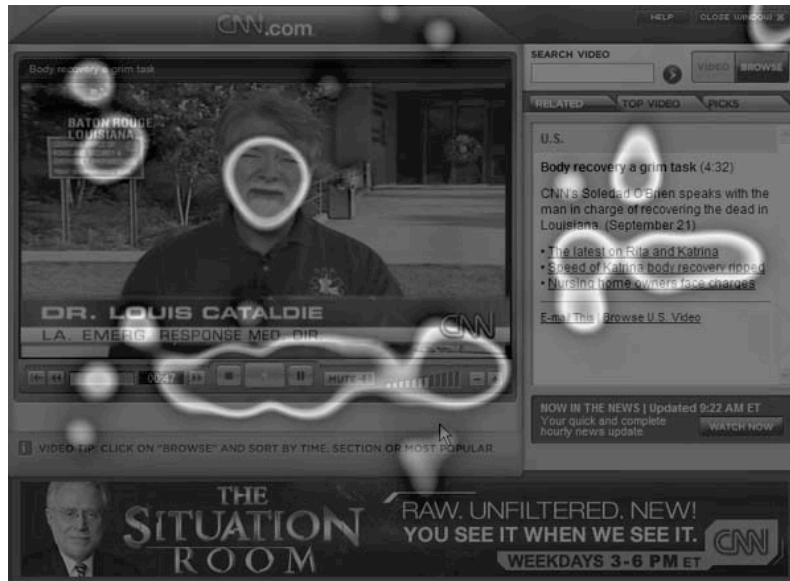 CNN.com
HELP
CLOSE WINDOW X
Body recovery a grim task
SEARCH VIDEO
VIDEO
BROWSE
RELATED
TOP VIDEO
PICKS
BATON ROUGE,
LOUISIANA
DR. LOUIS CATALDIE
LA. EMERG RESPONSE MED. DIR.
CNN
00:47
MUTE
U.S.
Body recovery a grim task (4:32)
CNN's Soledad O'Brien speaks with the
man in charge of recovering the dead in
Louisiana. (September 21)
• The latest on Rita and Katrina
• Speed of Katrina body recovery ripped
• Nursing home owners face charges
E-mail This | Browse U.S. Video
NOW IN THE NEWS | Updated 9:22 AM ET
Your quick and complete
hourly news update
WATCH NOW
VIDEO TIP: CLICK ON "BROWSE" AND SORT BY TIME, SECTION OR MOST POPULAR
THE
SITUATION
ROOM
RAW. UNFILTERED. NEW!
YOU SEE IT WHEN WE SEE IT.
WEEKDAYS 3-6 PM ET
CNN